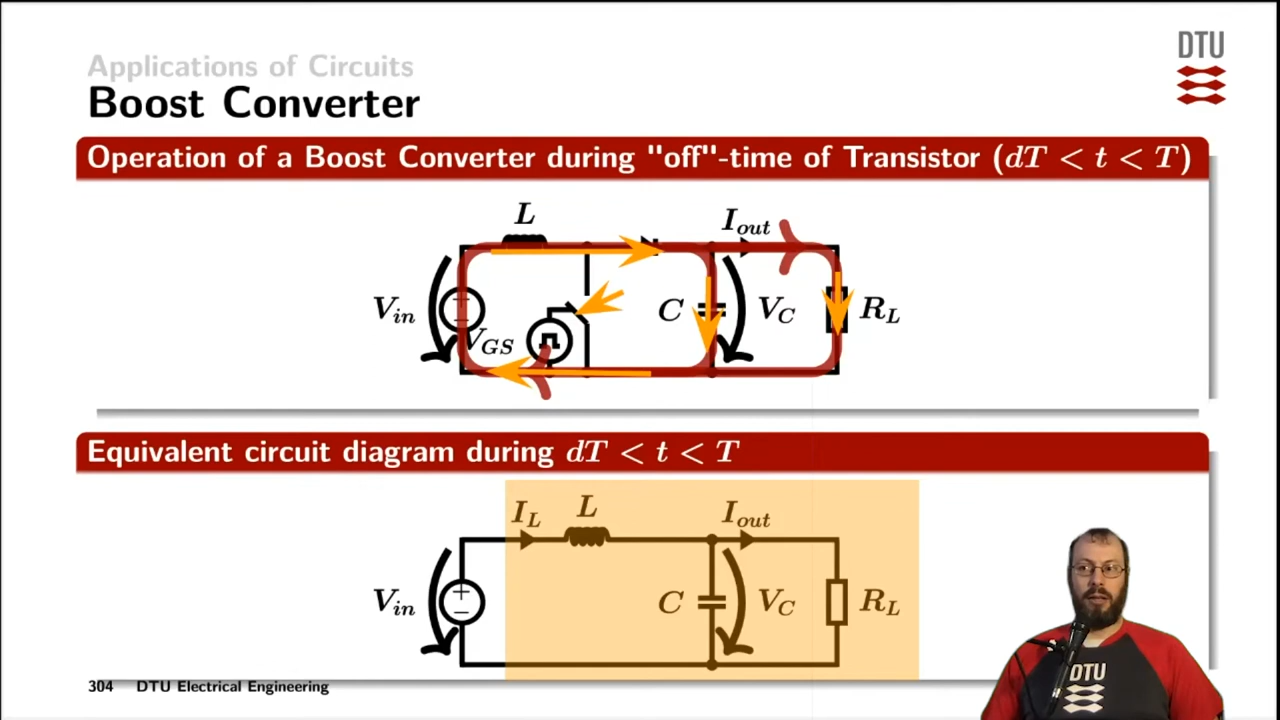 Applications of Circuits
DTU
Boost Converter
Operation of a Boost Converter during "off"-time of Transistor (dT < t < T)
L
I_out
V_in
V_GS
C
V_C
R_L
Equivalent circuit diagram during dT < t < T
I_L
L
I_out
V_in
+
−
C
V_C
R_L
304 DTU Electrical Engineering
DTU